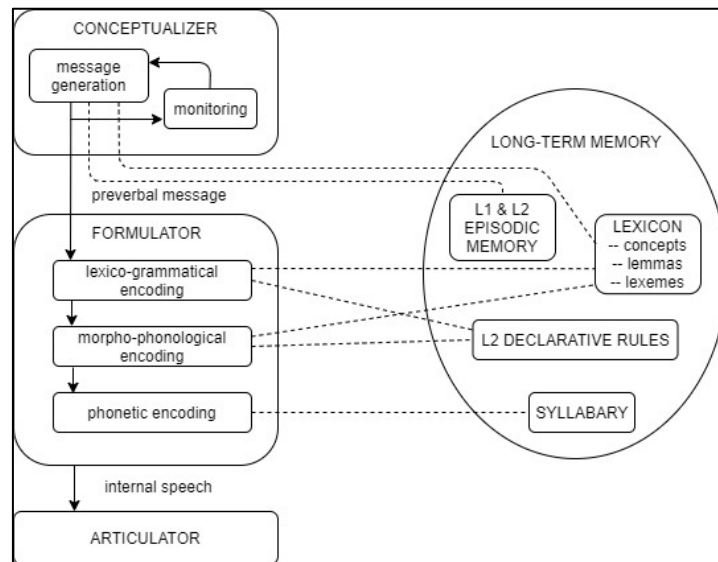 CONCEPTUALIZER
message
generation
monitoring
preverbal message
FORMULATOR
lexico-grammatical
encoding
morpho-phonological
encoding
phonetic encoding
internal speech
ARTICULATOR
LONG-TERM MEMORY
L1 & L2
EPISODIC
MEMORY
LEXICON
-- concepts
-- lemmas
-- lexemes
L2 DECLARATIVE RULES
SYLLABARY